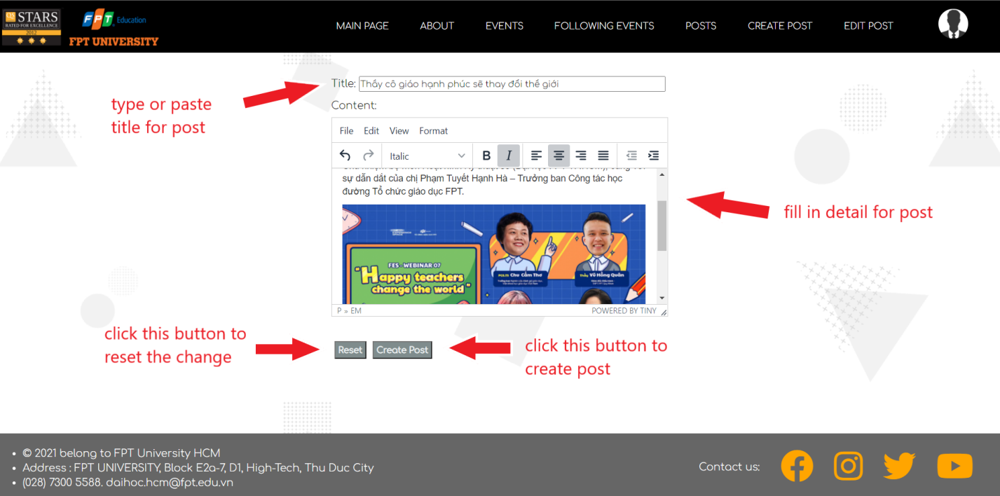 QS STARS
RATED FOR EXCELLENCE
2012
FPT Education
FPT UNIVERSITY
MAIN PAGE
ABOUT
EVENTS
FOLLOWING EVENTS
POSTS
CREATE POST
EDIT POST
type or paste
title for post
Title: Thầy cô giáo hạnh phúc sẽ thay đổi thế giới
Content:
File Edit View Format
Italic B I
sự dẫn dắt của chị Phạm Tuyết Hạnh Hà – Trưởng ban Công tác học
đường Tổ chức giáo dục FPT.
FES - WEBINAR 07
"Happy teachers
change the world"
PGS.TS Chu Cẩm Thơ
Thầy Vũ Hồng Quân
P » EM
POWERED BY TINY
fill in detail for post
click this button to
reset the change
Reset
Create Post
click this button to
create post
• © 2021 belong to FPT University HCM
• Address : FPT UNIVERSITY, Block E2a-7, D1, High-Tech, Thu Duc City
• (028) 7300 5588. daihoc.hcm@fpt.edu.vn
Contact us: